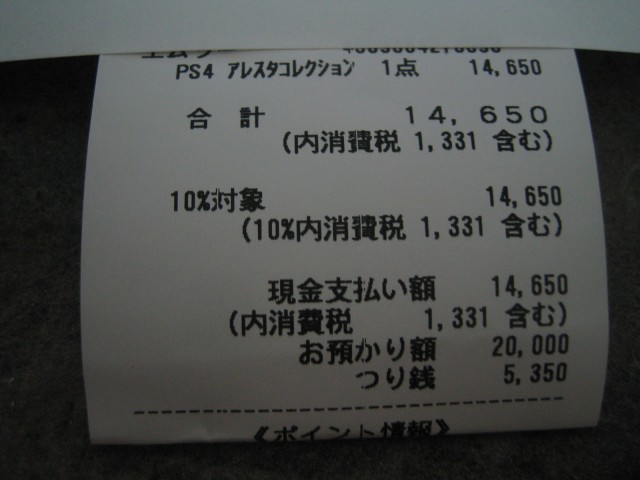 PS4 アレスタコレクション 1点 14,650
合 計 14,650
(内消費税 1,331 含む)
10%対象 14,650
(10%内消費税 1,331 含む)
現金支払い額 14,650
(内消費税 1,331 含む)
お預かり額 20,000
つり銭 5,350
《ポイント情報》